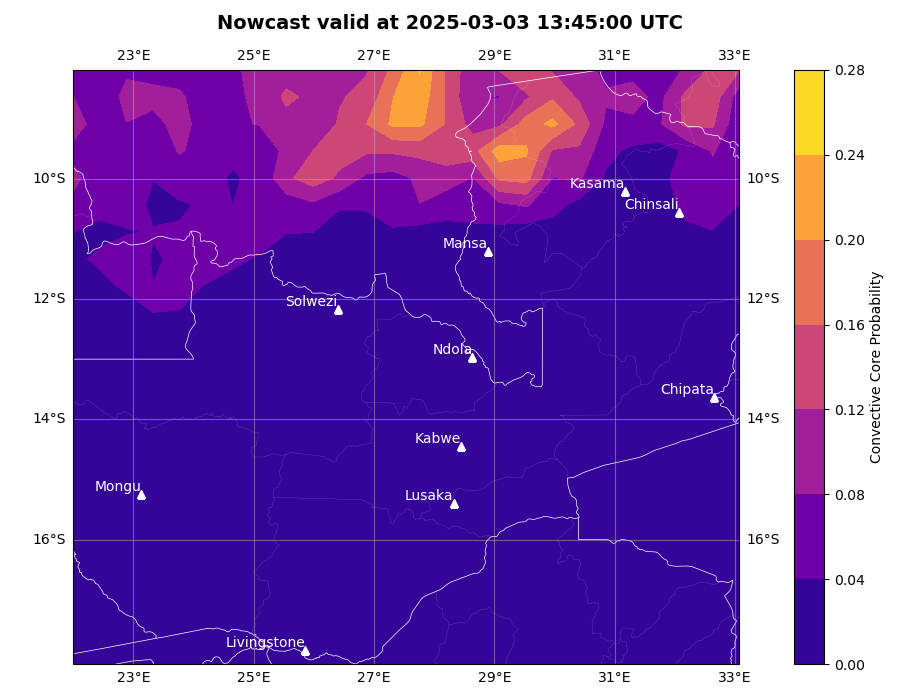 Nowcast valid at 2025-03-03 13:45:00 UTC
23°E 25°E 27°E 29°E 31°E 33°E
0.28
0.24
10°S 10°S
Kasama
Chinsali
0.20
Mansa
12°S 12°S
Solwezi
0.16
Ndola
Chipata
0.12
14°S 14°S
Kabwe
Mongu
Lusaka
0.08
16°S 16°S
0.04
Livingstone
0.00
23°E 25°E 27°E 29°E 31°E 33°E
Convective Core Probability